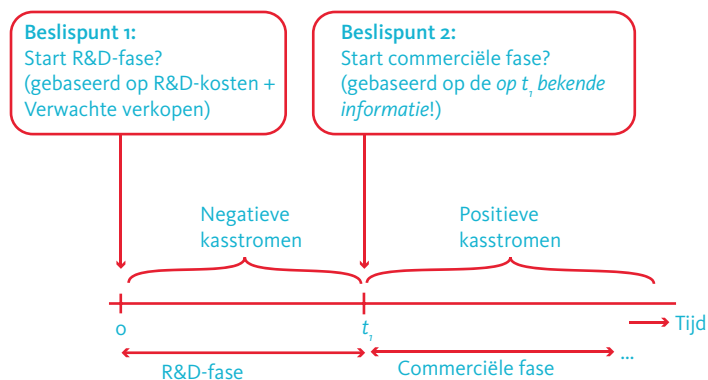 Beslispunt 1:
Start R&D-fase?
(gebaseerd op R&D-kosten +
Verwachte verkopen)
Beslispunt 2:
Start commerciële fase?
(gebaseerd op de op t₁ bekende
informatie!)
Negatieve
kasstromen
Positieve
kasstromen
0
t₁
Tijd
R&D-fase
Commerciële fase
...